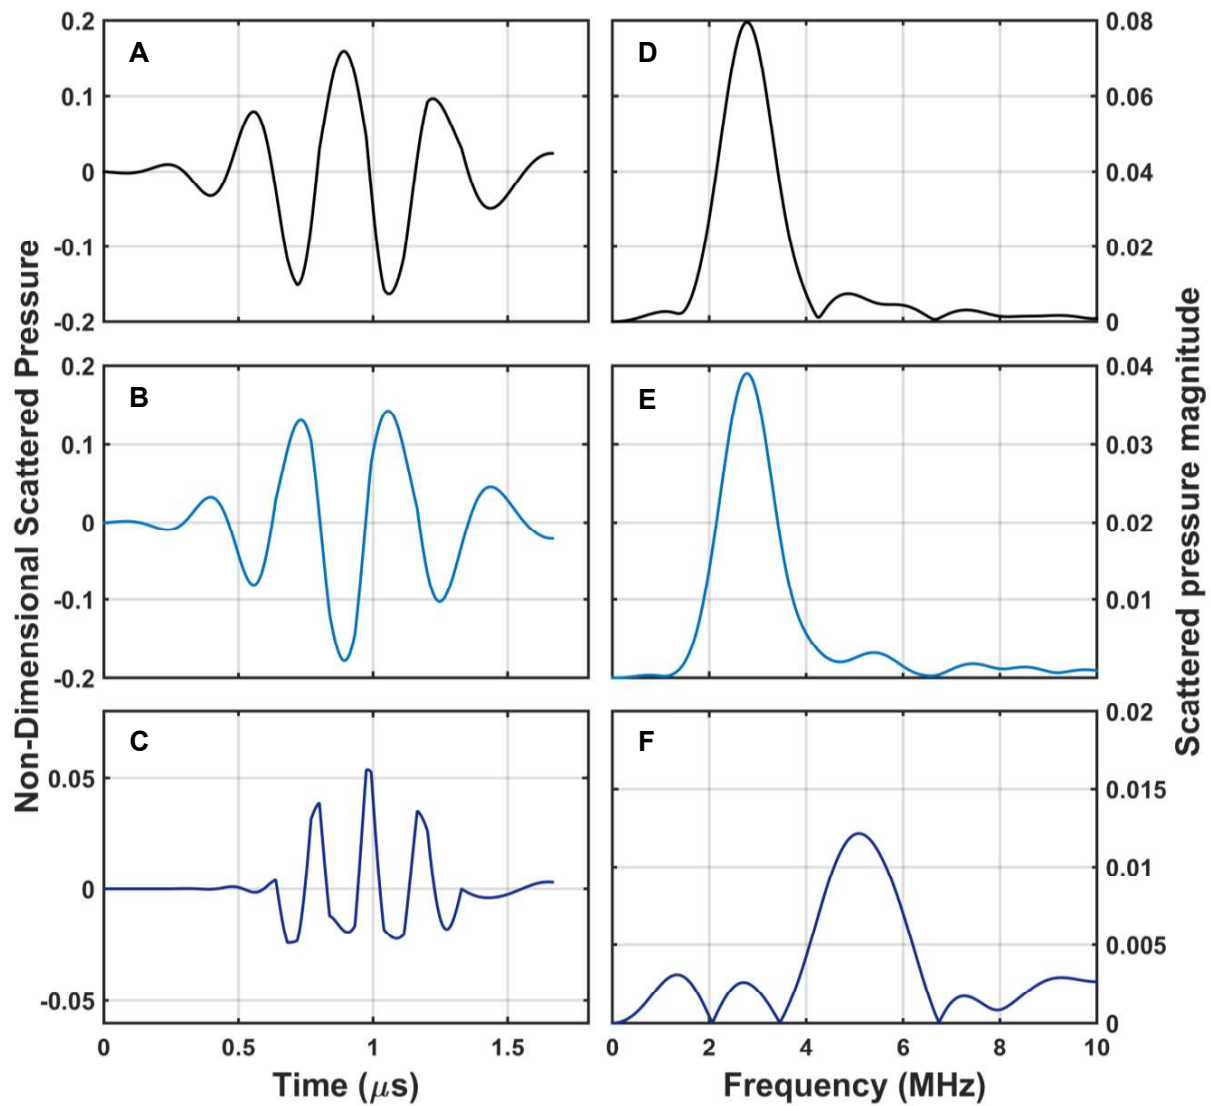 Non-Dimensional Scattered Pressure
0.2
0.1
0
-0.1
-0.2
A
D
0.08
0.06
0.04
0.02
0
0.2
0.1
0
-0.1
-0.2
B
E
0.04
0.03
0.02
0.01
0.05
0
-0.05
C
F
0.02
0.015
0.01
0.005
0
Scattered pressure magnitude
0 0.5 1 1.5
0 2 4 6 8 10
Time (μs)
Frequency (MHz)